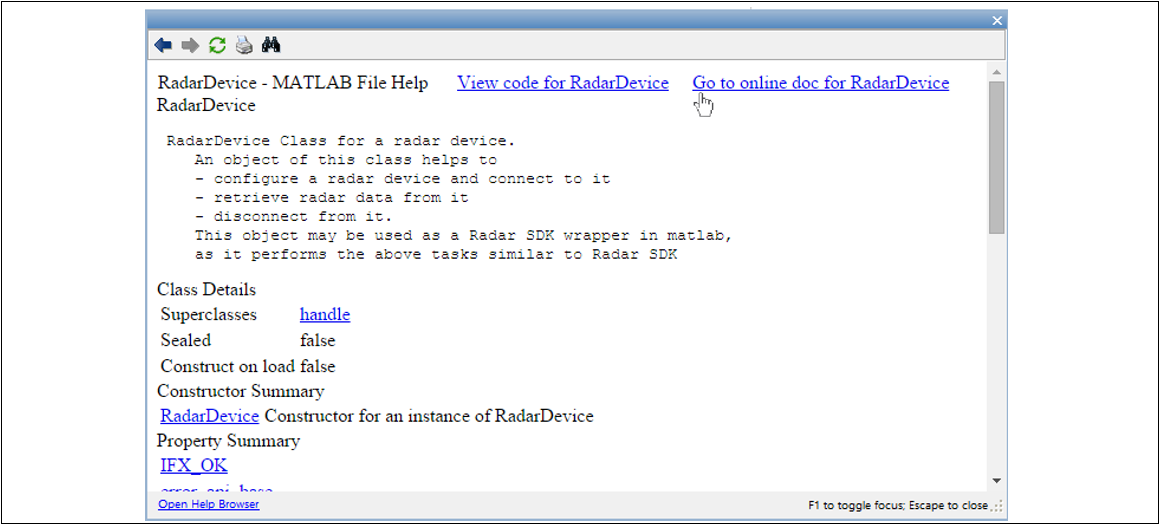 RadarDevice - MATLAB File Help View code for RadarDevice Go to online doc for RadarDevice
RadarDevice
RadarDevice Class for a radar device.
An object of this class helps to
- configure a radar device and connect to it
- retrieve radar data from it
- disconnect from it.
This object may be used as a Radar SDK wrapper in matlab,
as it performs the above tasks similar to Radar SDK
Class Details
Superclasses handle
Sealed false
Construct on load false
Constructor Summary
RadarDevice Constructor for an instance of RadarDevice
Property Summary
IFX_OK
error_api_base
Open Help Browser F1 to toggle focus; Escape to close